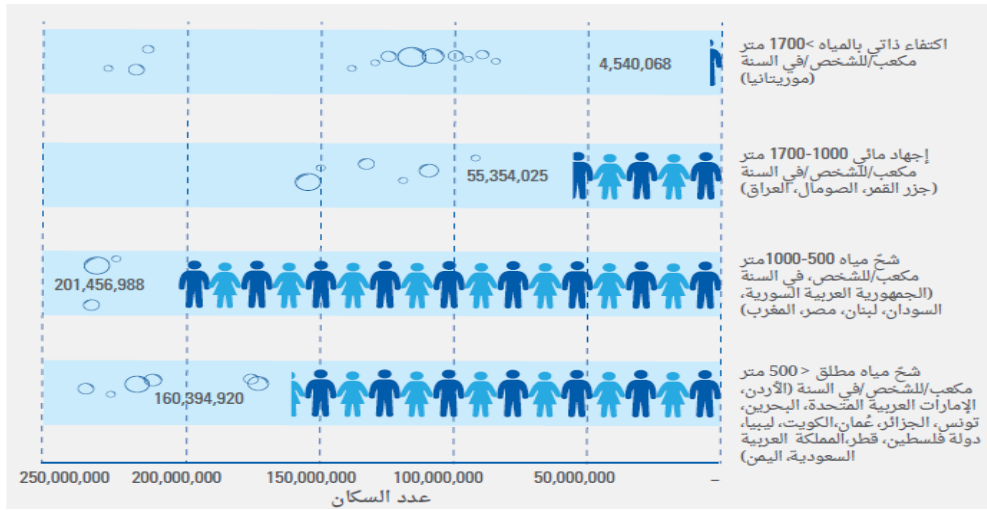 اكتفاء ذاتي بالمياه >1700 متر
مكعب/للشخص/في السنة
(موريتانيا)
4,540,068
إجهاد مائي 1000-1700 متر
مكعب/للشخص/في السنة
(جزر القمر، الصومال، العراق)
55,354,025
شحّ مياه 500-1000متر
مكعب/للشخص، في السنة
(الجمهورية العربية السورية،
السودان، لبنان، مصر، المغرب)
201,456,988
شحّ مياه مطلق < 500 متر
مكعب/للشخص/في السنة (الأردن،
الإمارات العربية المتحدة، البحرين،
تونس، الجزائر، عُمان،الكويت، ليبيا،
دولة فلسطين، قطر،المملكة العربية
السعودية، اليمن)
160,394,920
250,000,000 200,000,000 150,000,000 100,000,000 50,000,000 –
عدد السكان